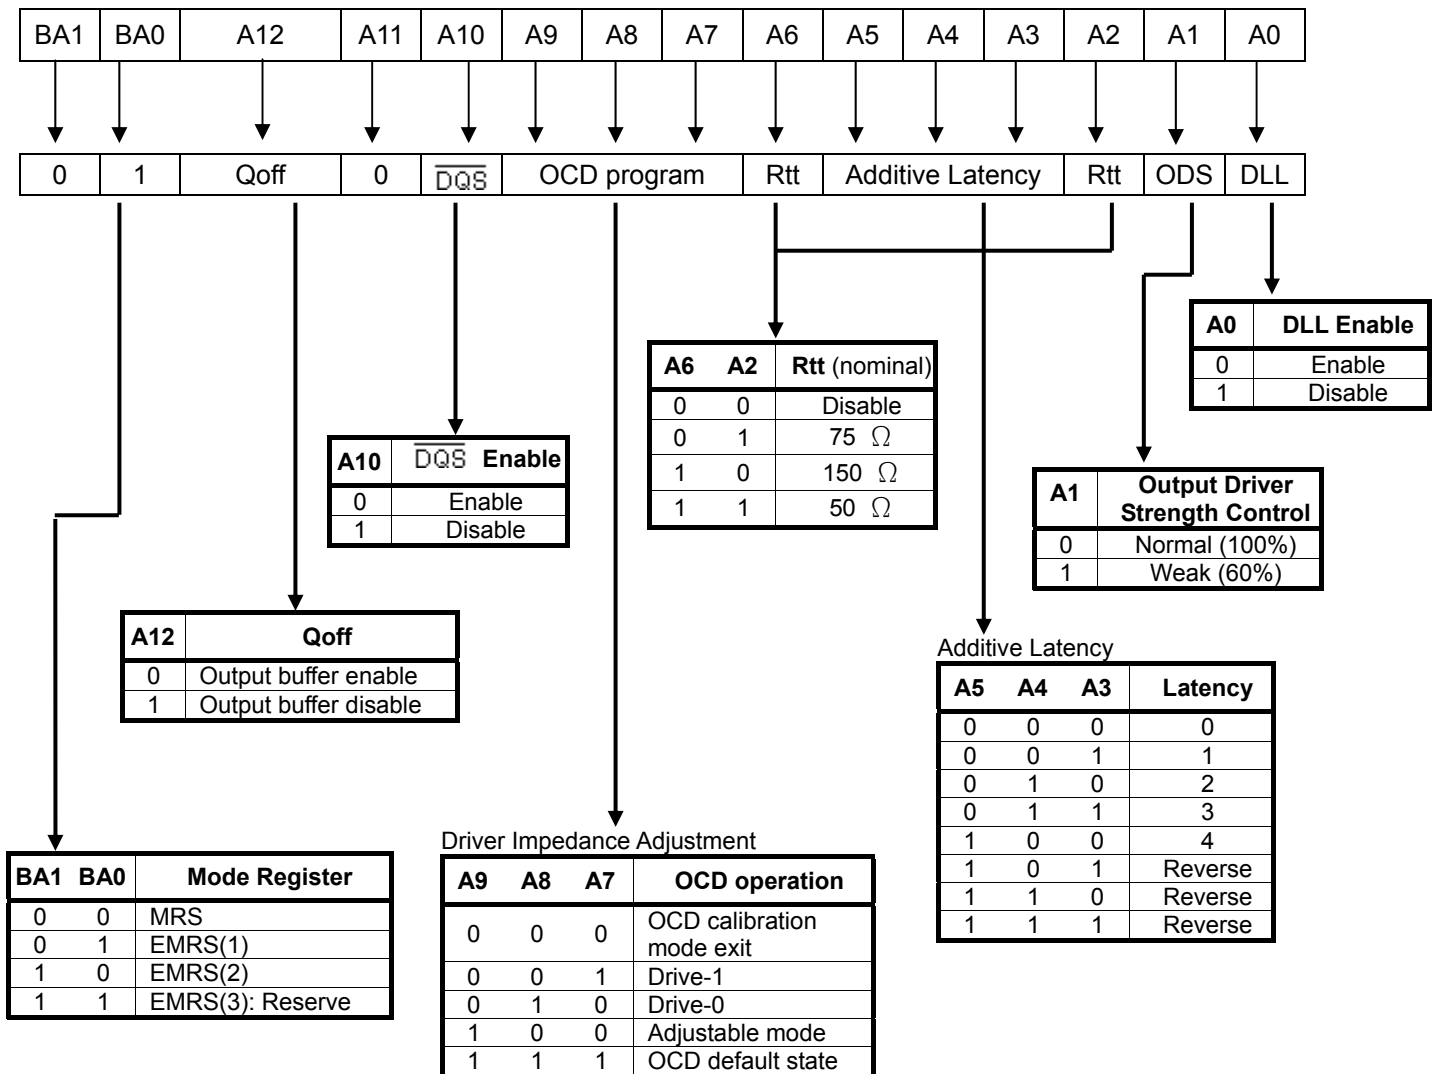 BA1 BA0 A12 A11 A10 A9 A8 A7 A6 A5 A4 A3 A2 A1 A0
0 1 Qoff 0 DQS OCD program Rtt Additive Latency Rtt ODS DLL
A0 DLL Enable
0 Enable
1 Disable
A6 A2 Rtt (nominal)
0 0 Disable
0 1 75 Ω
1 0 150 Ω
1 1 50 Ω
A10 DQS Enable
0 Enable
1 Disable
A1 Output Driver
Strength Control
0 Normal (100%)
1 Weak (60%)
A12 Qoff
0 Output buffer enable
1 Output buffer disable
Additive Latency
A5 A4 A3 Latency
0 0 0 0
0 0 1 1
0 1 0 2
0 1 1 3
1 0 0 4
1 0 1 Reverse
1 1 0 Reverse
1 1 1 Reverse
BA1 BA0 Mode Register
0 0 MRS
0 1 EMRS(1)
1 0 EMRS(2)
1 1 EMRS(3): Reserve
Driver Impedance Adjustment
A9 A8 A7 OCD operation
0 0 0 OCD calibration
mode exit
0 0 1 Drive-1
0 1 0 Drive-0
1 0 0 Adjustable mode
1 1 1 OCD default state